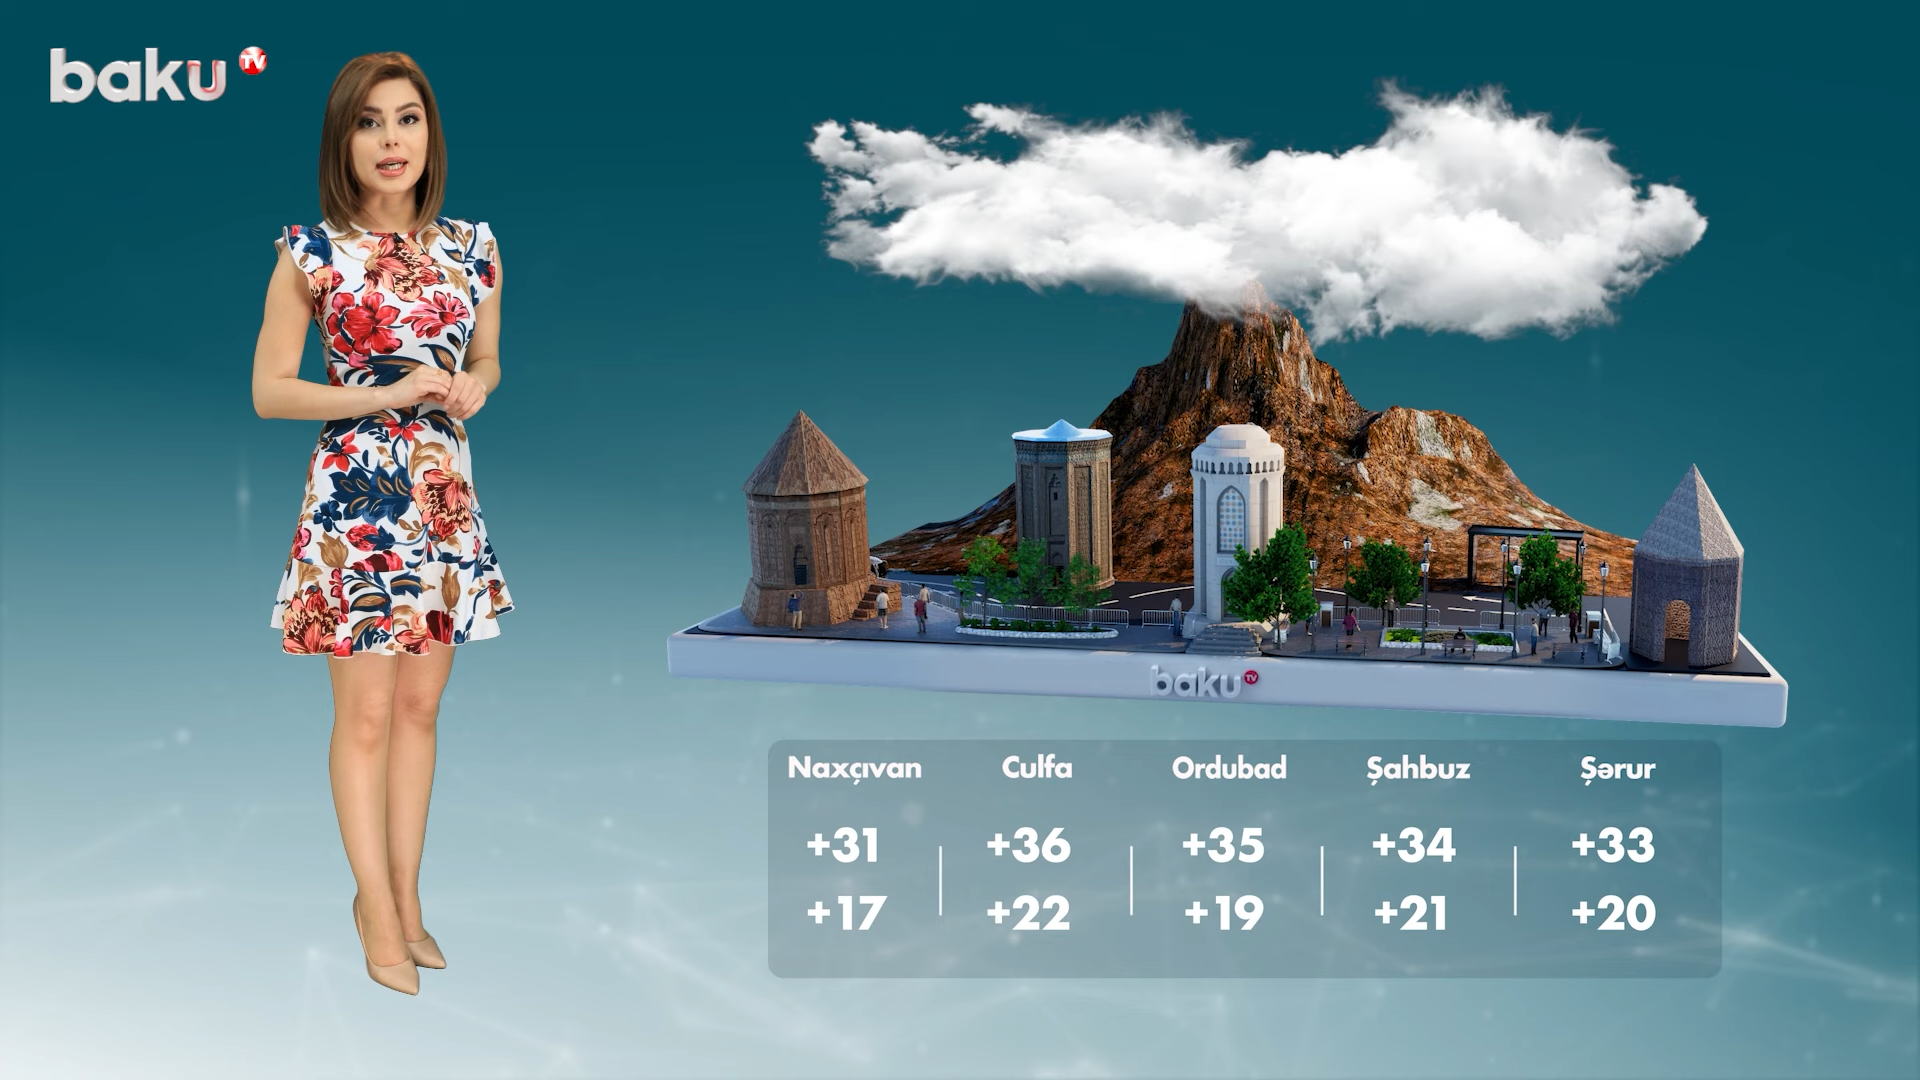 baku TV
baku TV
Naxçıvan Culfa Ordubad Şahbuz Şərur
+31 +36 +35 +34 +33
+17 +22 +19 +21 +20